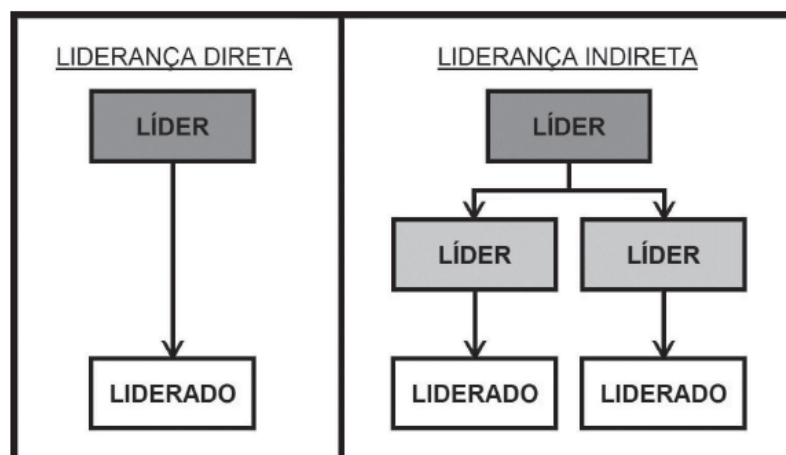 LIDERANÇA DIRETA
LÍDER
LIDERADO
LIDERANÇA INDIRETA
LÍDER
LÍDER
LÍDER
LIDERADO
LIDERADO